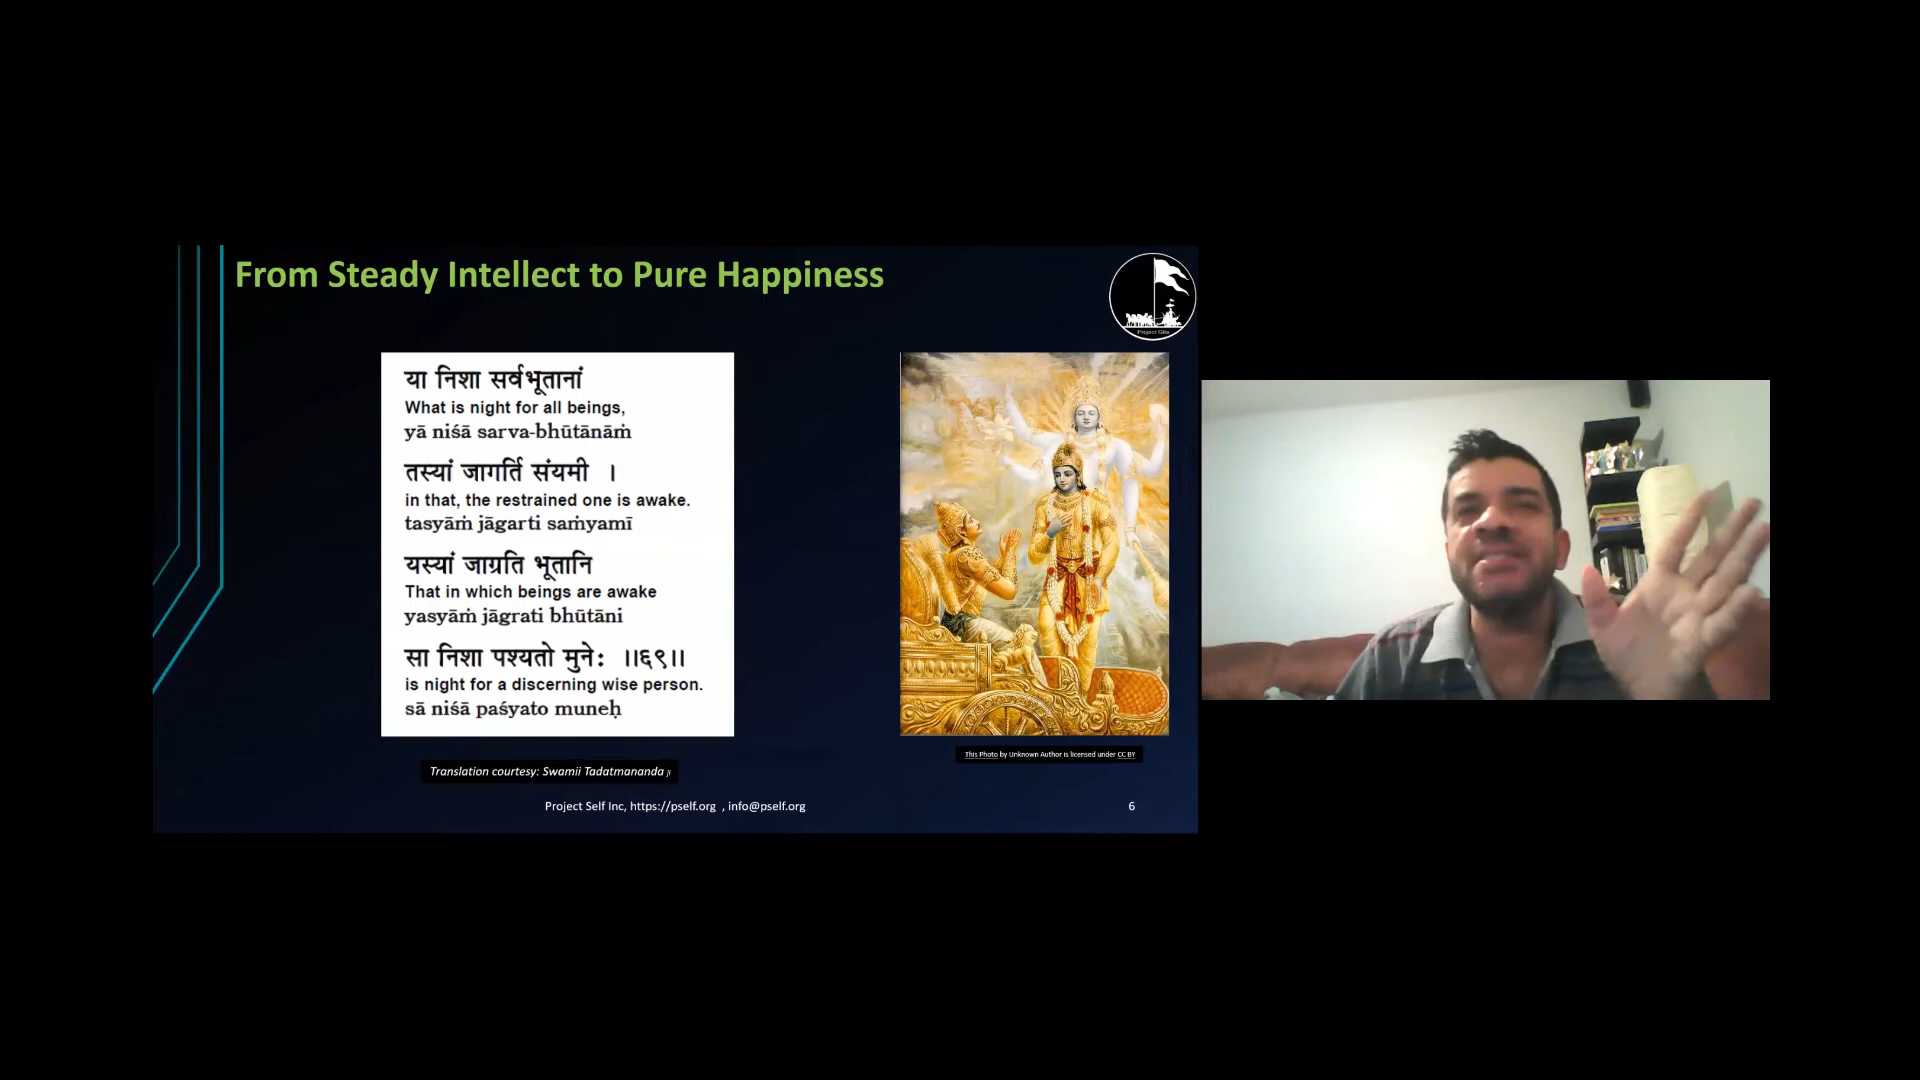 From Steady Intellect to Pure Happiness
Project Gita
या निशा सर्वभूतानां
What is night for all beings,
yā niśā sarva-bhūtānāṁ
तस्यां जागर्ति संयमी ।
in that, the restrained one is awake.
tasyāṁ jāgarti saṁyamī
यस्यां जाग्रति भूतानि
That in which beings are awake
yasyāṁ jāgrati bhūtāni
सा निशा पश्यतो मुनेः ॥६९॥
is night for a discerning wise person.
sā niśā paśyato muneḥ
This Photo by Unknown Author is licensed under CC BY
Translation courtesy: Swamii Tadatmananda ji
Project Self Inc, https://pself.org , info@pself.org
6